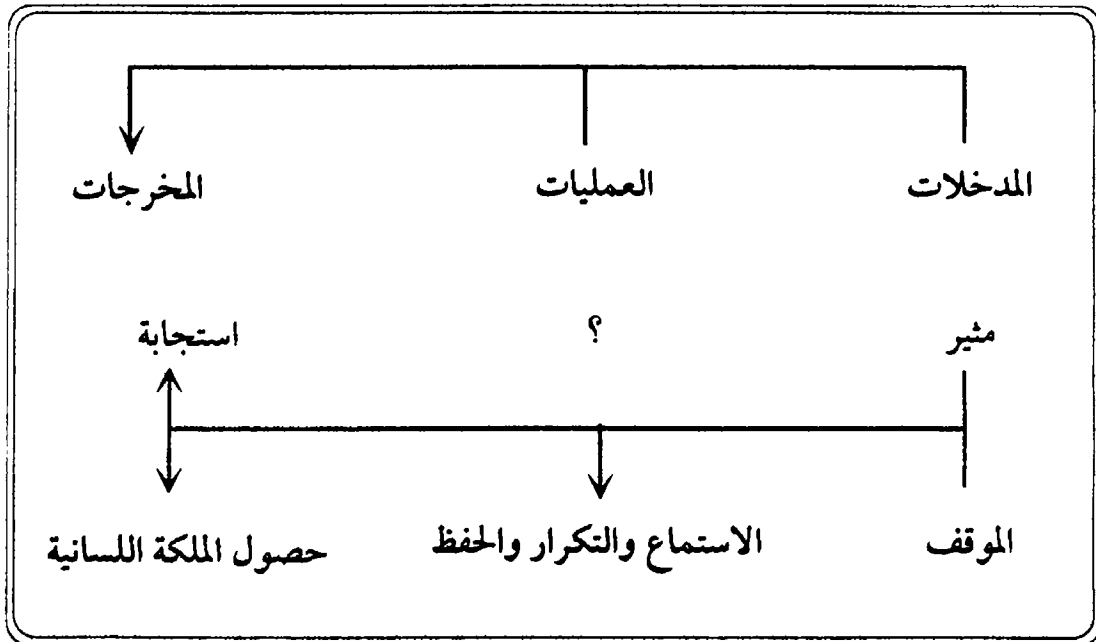 المدخلات العمليات المخرجات
مثير ؟ استجابة
الموقف الاستماع والتكرار والحفظ حصول الملكة اللسانية